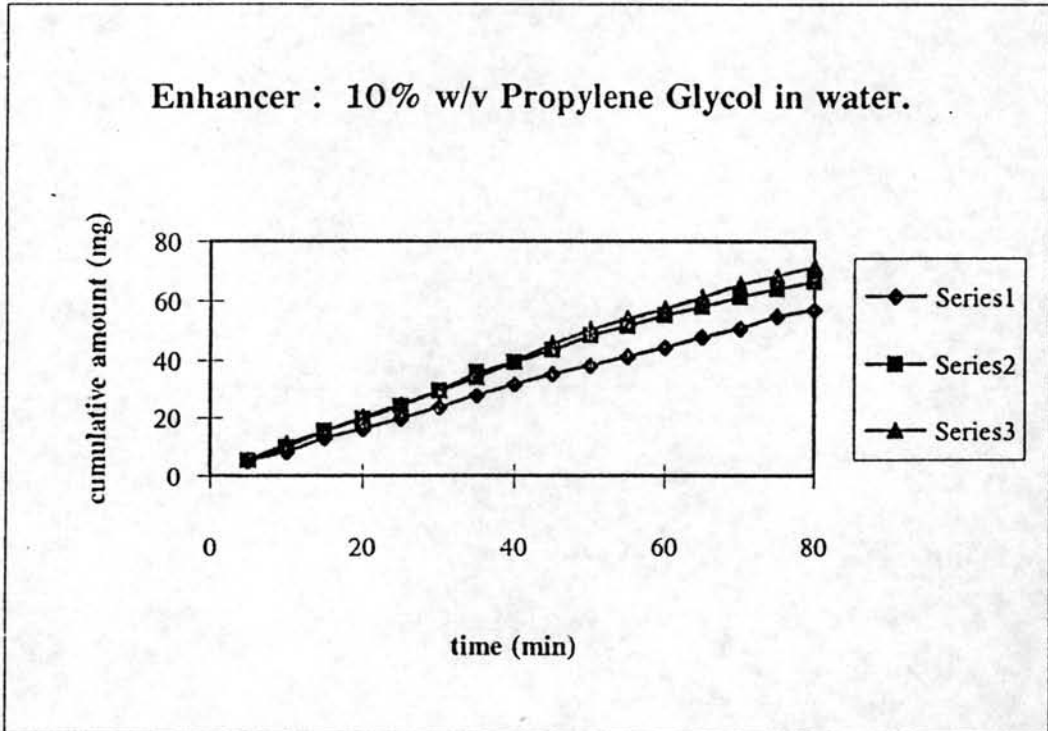 Enhancer : 10% w/v Propylene Glycol in water.
cumulative amount (mg)
80
60
40
20
0
0 20 40 60 80
time (min)
Series1
Series2
Series3